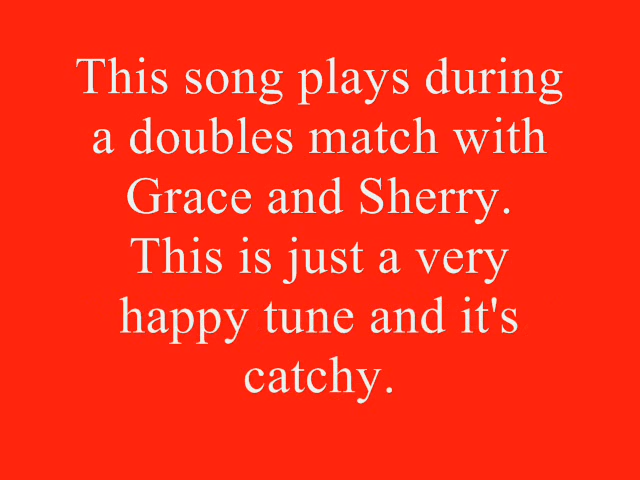 This song plays during
a doubles match with
Grace and Sherry.
This is just a very
happy tune and it's
catchy.